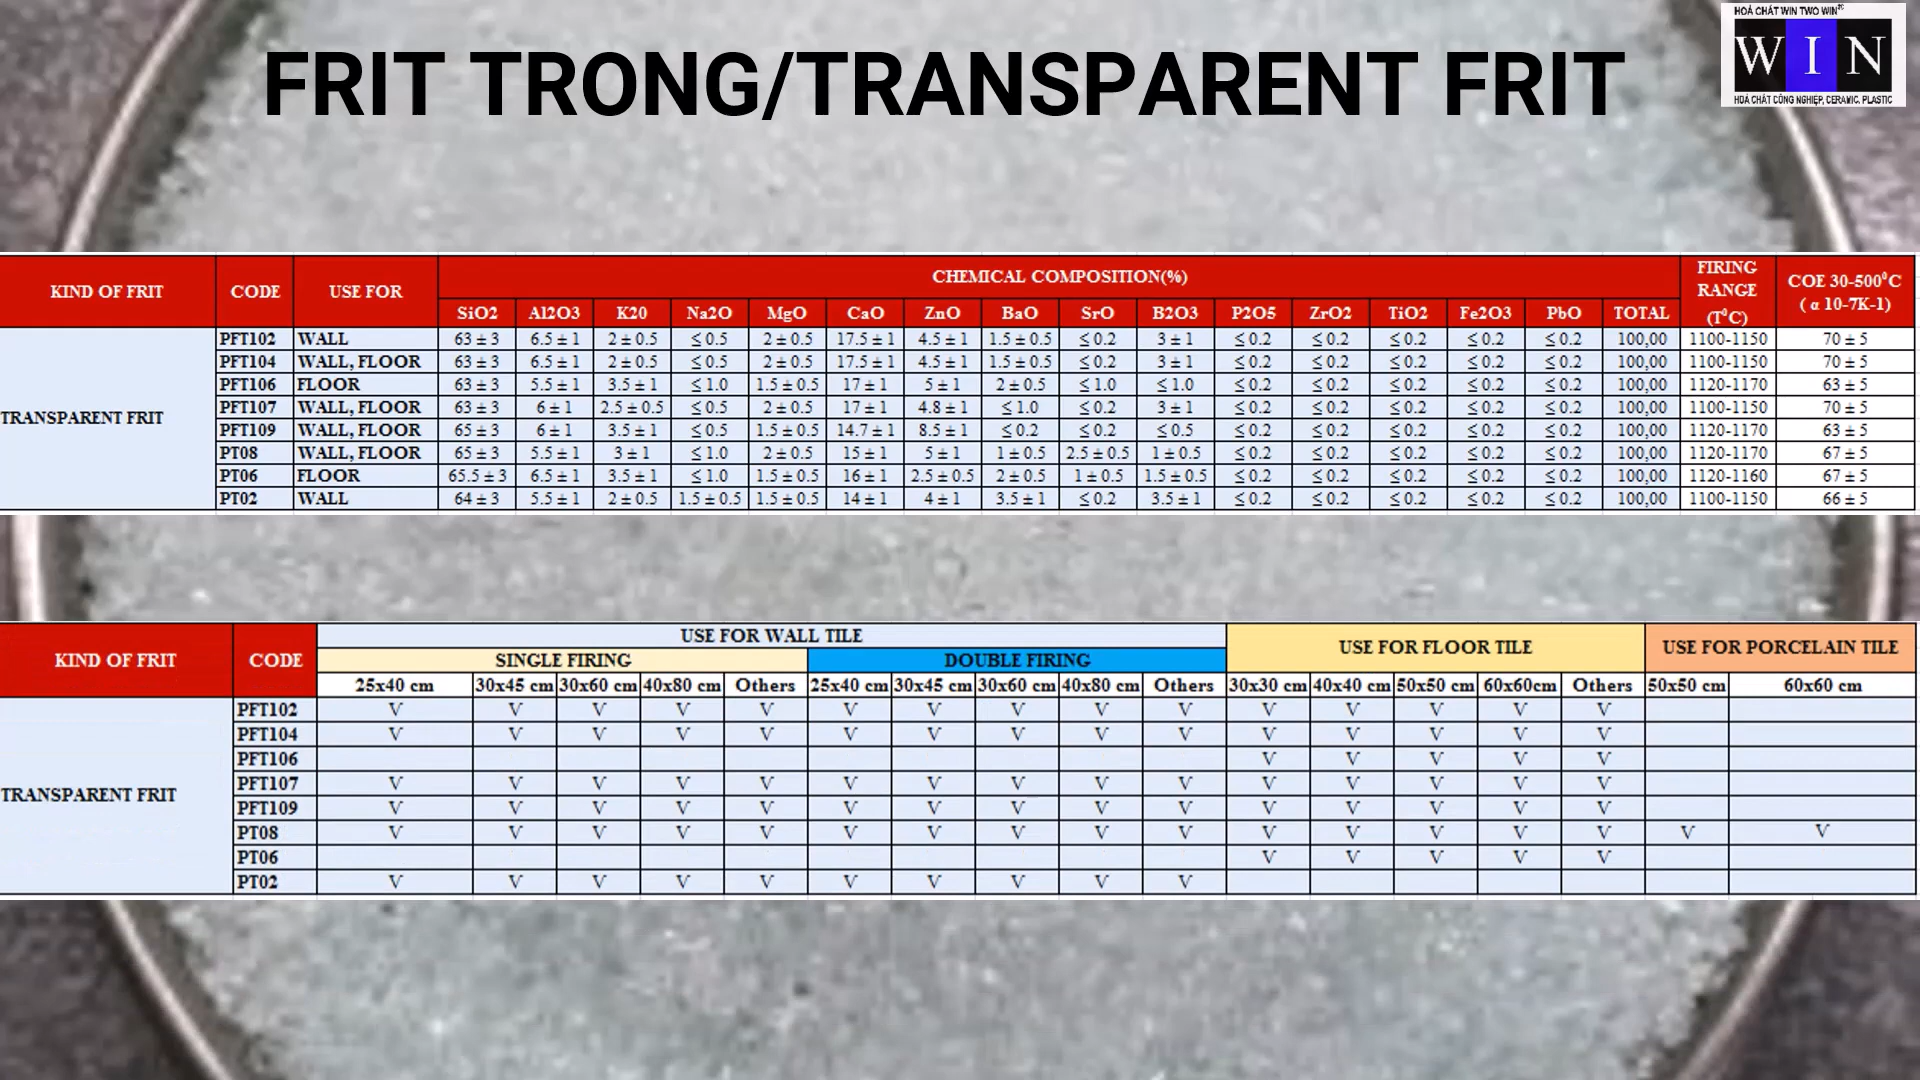 HOÁ CHẤT WIN TWO WIN
WIN
HOÁ CHẤT CÔNG NGHIỆP, CERAMIC, PLASTIC
FRIT TRONG/TRANSPARENT FRIT
KIND OF FRIT CODE USE FOR CHEMICAL COMPOSITION(%) FIRING RANGE (T⁰C) COE 30-500⁰C ( α 10-7K-1)
SiO2 Al2O3 K20 Na2O MgO CaO ZnO BaO SrO B2O3 P2O5 ZrO2 TiO2 Fe2O3 PbO TOTAL
TRANSPARENT FRIT
PFT102 WALL 63 ± 3 6.5 ± 1 2 ± 0.5 ≤ 0.5 2 ± 0.5 17.5 ± 1 4.5 ± 1 1.5 ± 0.5 ≤ 0.2 3 ± 1 ≤ 0.2 ≤ 0.2 ≤ 0.2 ≤ 0.2 ≤ 0.2 100,00 1100-1150 70 ± 5
PFT104 WALL, FLOOR 63 ± 3 6.5 ± 1 2 ± 0.5 ≤ 0.5 2 ± 0.5 17.5 ± 1 4.5 ± 1 1.5 ± 0.5 ≤ 0.2 3 ± 1 ≤ 0.2 ≤ 0.2 ≤ 0.2 ≤ 0.2 ≤ 0.2 100,00 1100-1150 70 ± 5
PFT106 FLOOR 63 ± 3 5.5 ± 1 3.5 ± 1 ≤ 1.0 1.5 ± 0.5 17 ± 1 5 ± 1 2 ± 0.5 ≤ 1.0 ≤ 1.0 ≤ 0.2 ≤ 0.2 ≤ 0.2 ≤ 0.2 ≤ 0.2 100,00 1120-1170 63 ± 5
PFT107 WALL, FLOOR 63 ± 3 6 ± 1 2.5 ± 0.5 ≤ 0.5 2 ± 0.5 17 ± 1 4.8 ± 1 ≤ 1.0 ≤ 0.2 3 ± 1 ≤ 0.2 ≤ 0.2 ≤ 0.2 ≤ 0.2 ≤ 0.2 100,00 1100-1150 70 ± 5
PFT109 WALL, FLOOR 65 ± 3 6 ± 1 3.5 ± 1 ≤ 0.5 1.5 ± 0.5 14.7 ± 1 8.5 ± 1 ≤ 0.2 ≤ 0.2 ≤ 0.5 ≤ 0.2 ≤ 0.2 ≤ 0.2 ≤ 0.2 ≤ 0.2 100,00 1120-1170 63 ± 5
PT08 WALL, FLOOR 65 ± 3 5.5 ± 1 3 ± 1 ≤ 1.0 2 ± 0.5 15 ± 1 5 ± 1 1 ± 0.5 2.5 ± 0.5 1 ± 0.5 ≤ 0.2 ≤ 0.2 ≤ 0.2 ≤ 0.2 ≤ 0.2 100,00 1120-1170 67 ± 5
PT06 FLOOR 65.5 ± 3 6.5 ± 1 3.5 ± 1 ≤ 1.0 1.5 ± 0.5 16 ± 1 2.5 ± 0.5 2 ± 0.5 1 ± 0.5 1.5 ± 0.5 ≤ 0.2 ≤ 0.2 ≤ 0.2 ≤ 0.2 ≤ 0.2 100,00 1120-1160 67 ± 5
PT02 WALL 64 ± 3 5.5 ± 1 2 ± 0.5 1.5 ± 0.5 1.5 ± 0.5 14 ± 1 4 ± 1 3.5 ± 1 ≤ 0.2 3.5 ± 1 ≤ 0.2 ≤ 0.2 ≤ 0.2 ≤ 0.2 ≤ 0.2 100,00 1100-1150 66 ± 5
KIND OF FRIT CODE USE FOR WALL TILE USE FOR FLOOR TILE USE FOR PORCELAIN TILE
SINGLE FIRING DOUBLE FIRING
25x40 cm 30x45 cm 30x60 cm 40x80 cm Others 25x40 cm 30x45 cm 30x60 cm 40x80 cm Others 30x30 cm 40x40 cm 50x50 cm 60x60cm Others 50x50 cm 60x60 cm
TRANSPARENT FRIT
PFT102 V V V V V V V V V V V V V V V
PFT104 V V V V V V V V V V V V V V V
PFT106 V V V V V
PFT107 V V V V V V V V V V V V V V V
PFT109 V V V V V V V V V V V V V V V
PT08 V V V V V V V V V V V V V V V V V
PT06 V V V V V
PT02 V V V V V V V V V V